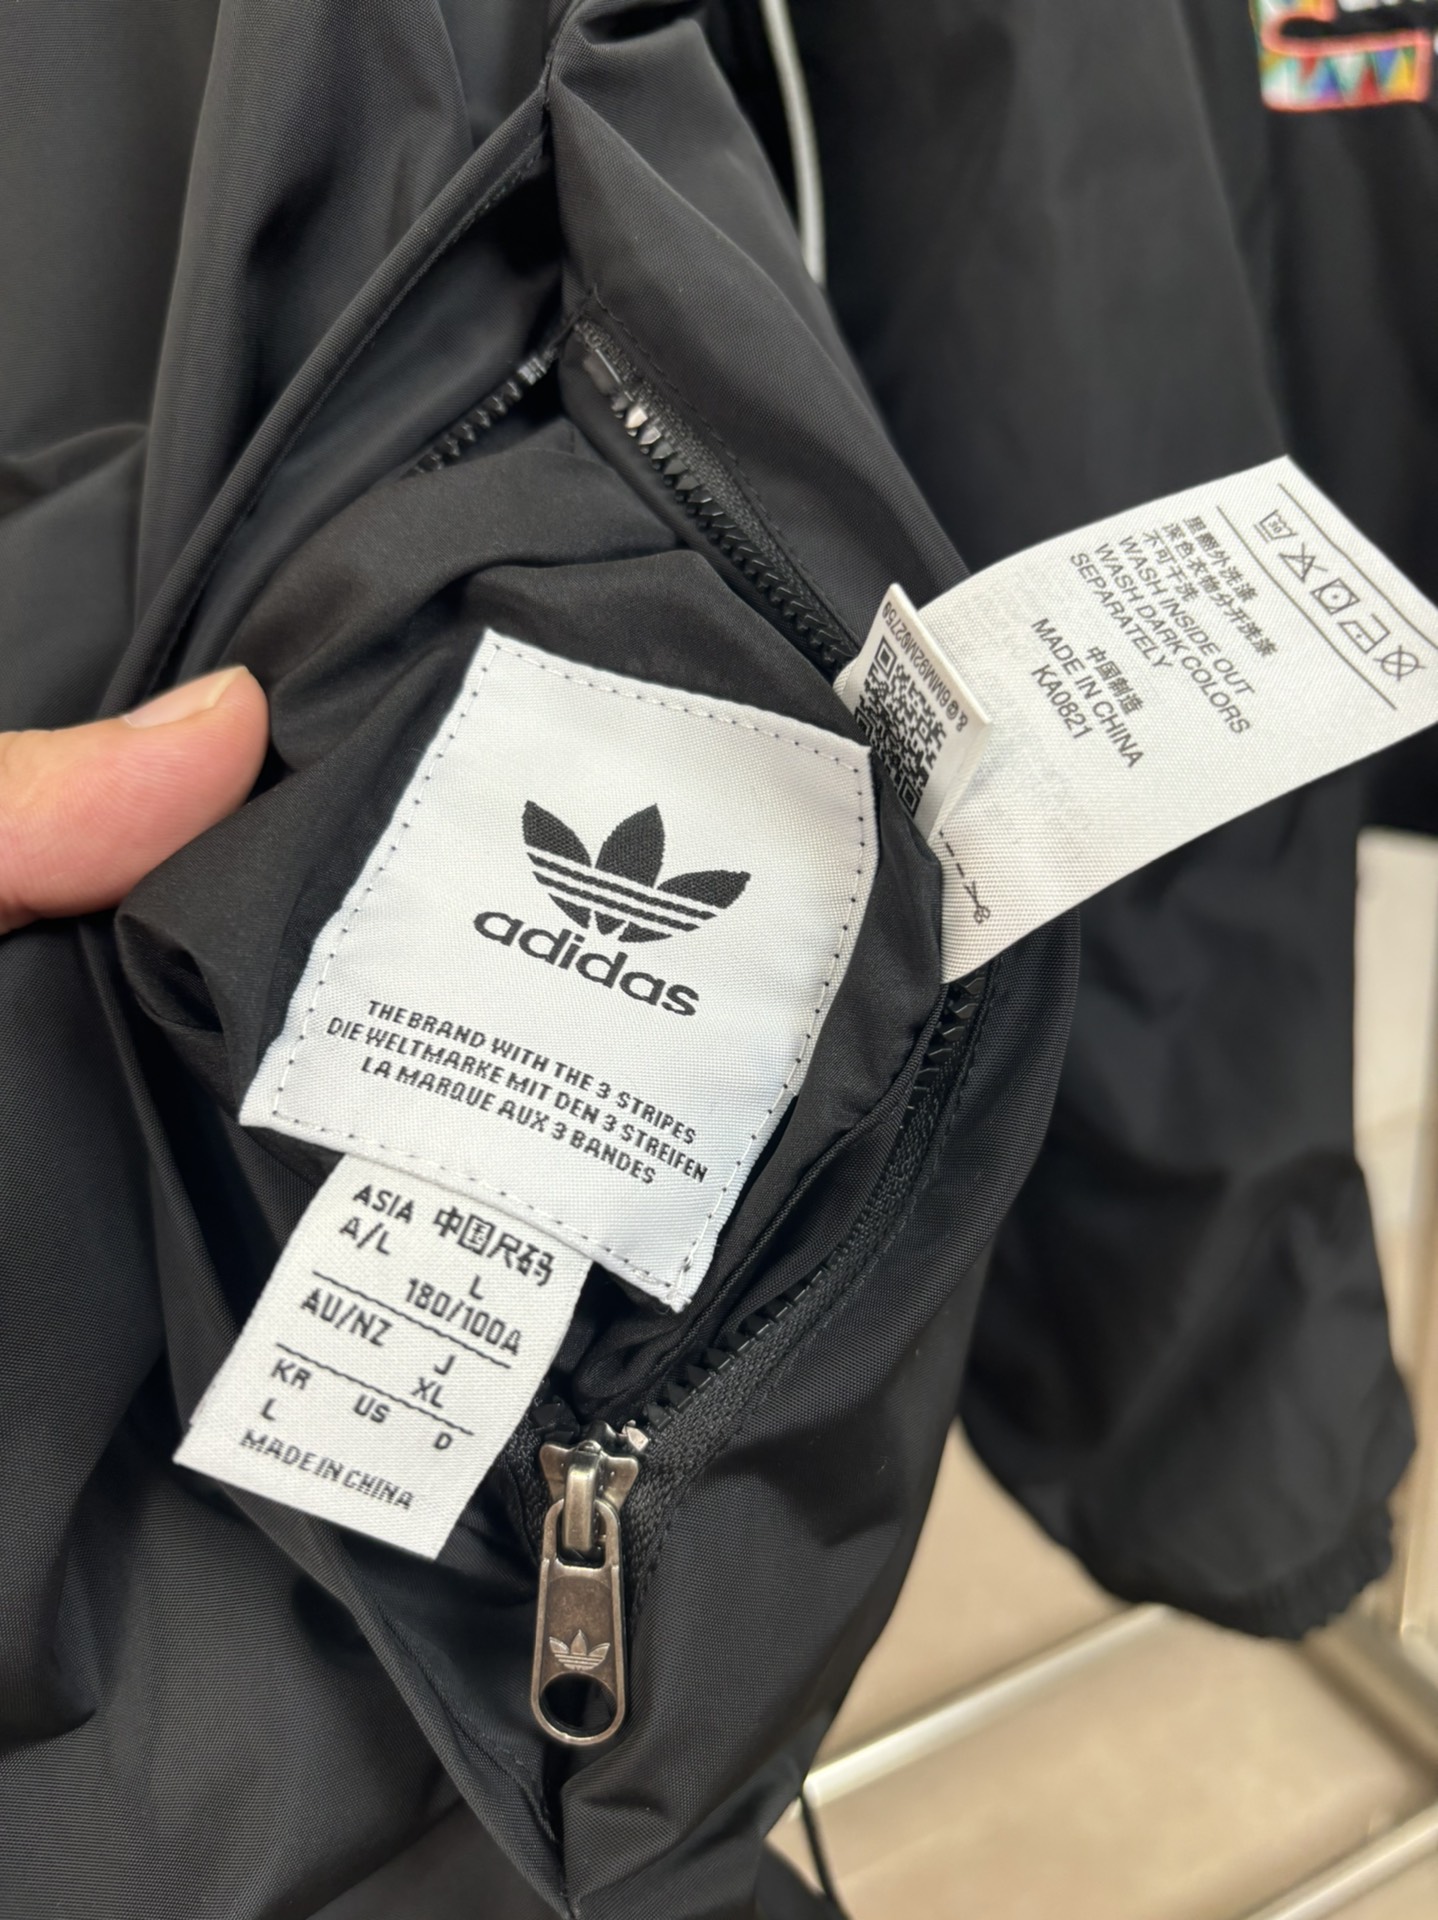 adidas
THE BRAND WITH THE 3 STRIPES
DIE WELTMARKE MIT DEN 3 STREIFEN
LA MARQUE AUX 3 BANDES
ASIA 中国尺码
A/L L
180/100A
AU/NZ J
XL
KR US
L D
MADE IN CHINA
里翻外洗涤
深色衣物分开洗涤
不可干洗
WASH INSIDE OUT
WASH DARK COLORS
SEPARATELY
中国制造
MADE IN CHINA
KA0821